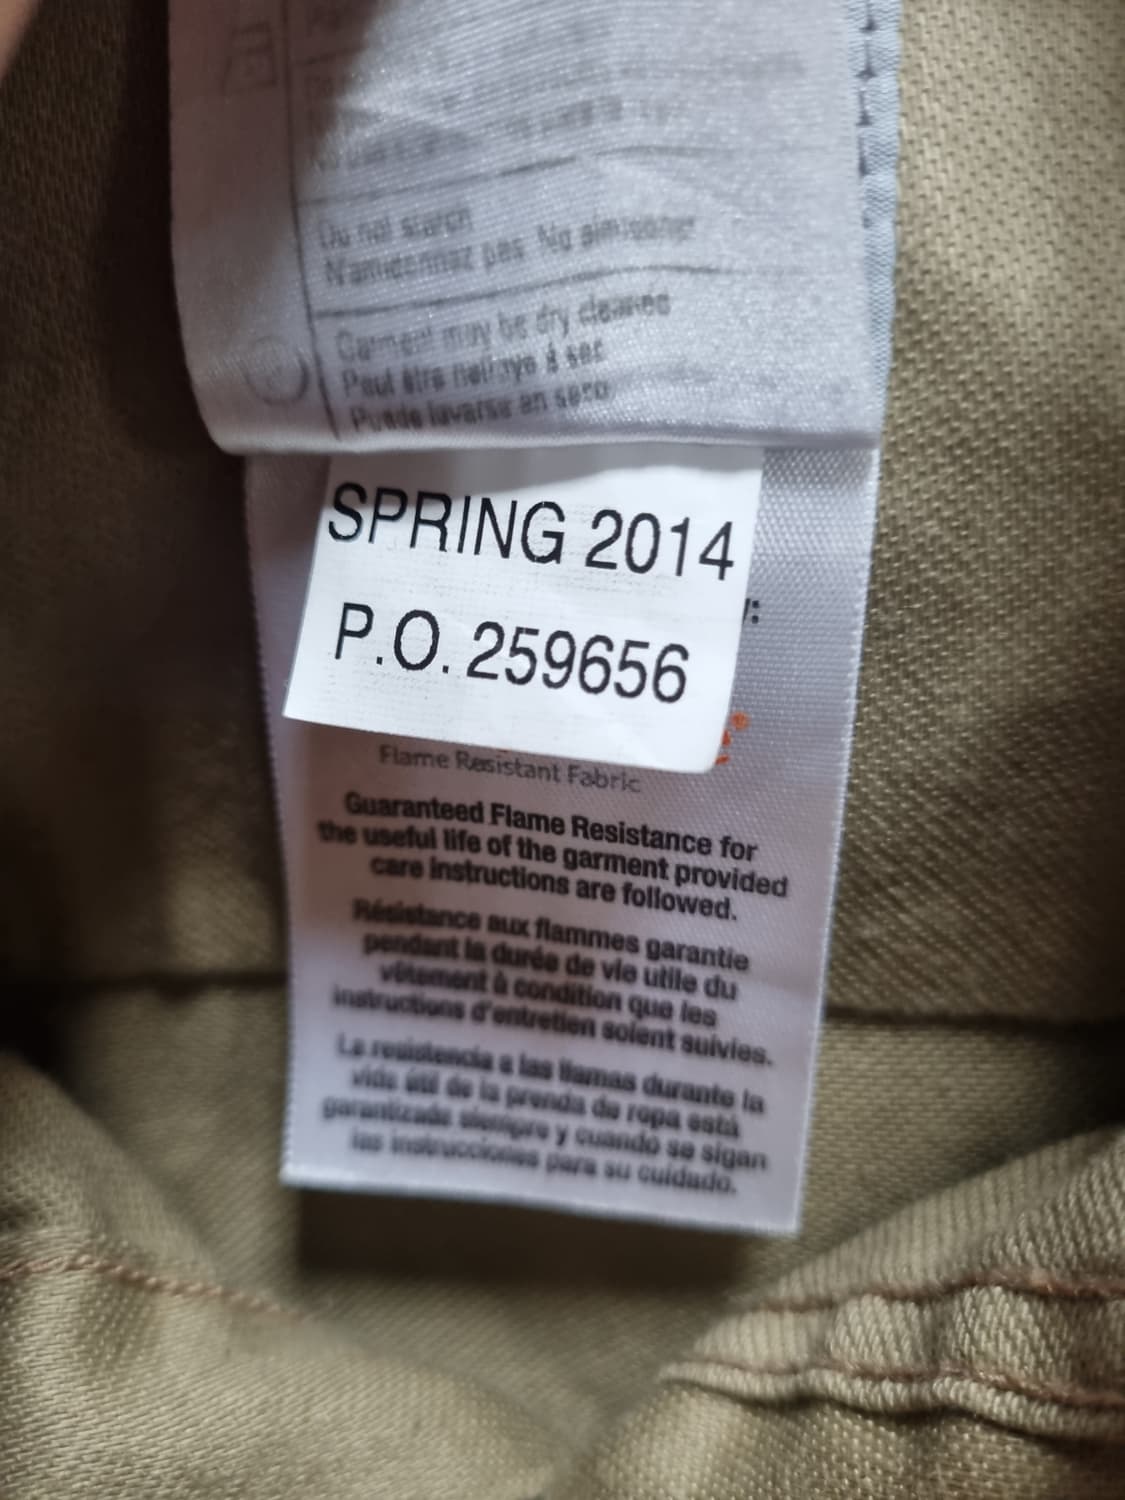 Do not starch
N'amidonnaz pas No almisonar
Garment may be dry cleaned
Peut être nettoyé à sec
Puede lavarse en seco
SPRING 2014
P.O. 259656
Flame Resistant Fabric
Guaranteed Flame Resistance for
the useful life of the garment provided
care instructions are followed.
Résistance aux flammes garantie
pendant la durée de vie utile du
vêtement à condition que les
instructions d'entretien soient suivies.
La resistencia a las llamas durante la
vida útil de la prenda de ropa está
garantizada siempre y cuando se sigan
las instrucciones para su cuidado.